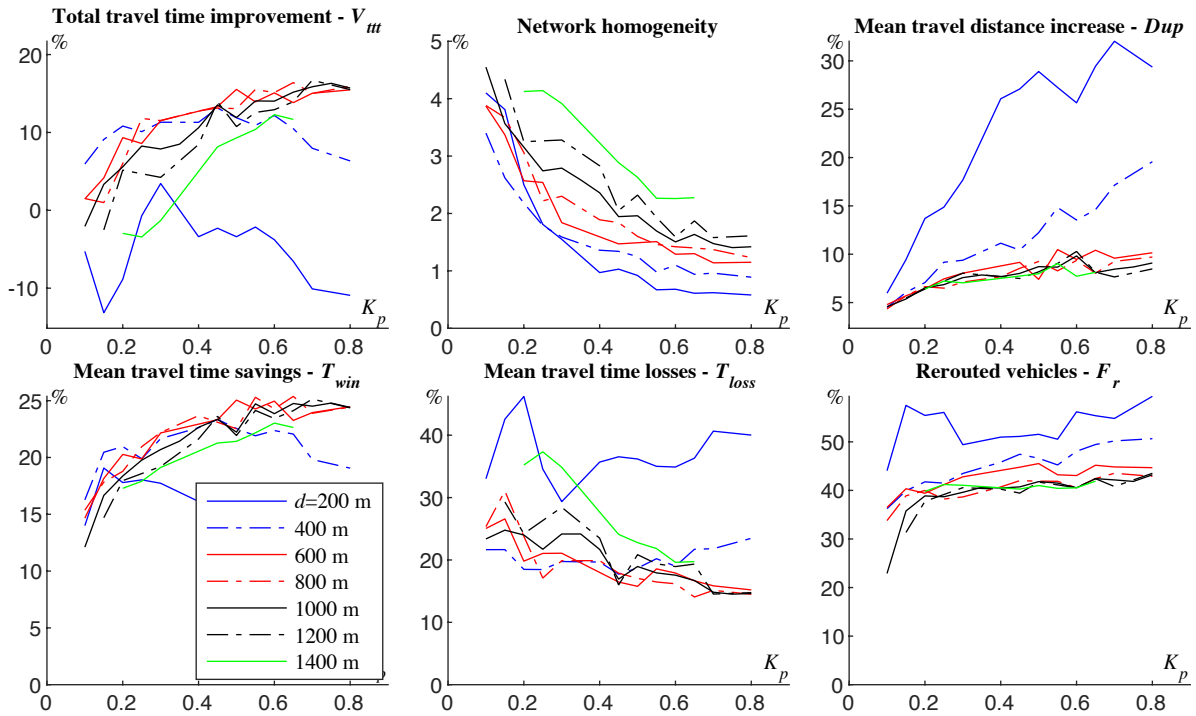 Total travel time improvement - V_ttt
%
20
10
0
-10
K_p
0 0.2 0.4 0.6 0.8
Network homogeneity
%
5
4
3
2
1
0
K_p
0 0.2 0.4 0.6 0.8
Mean travel distance increase - Dup
%
30
25
20
15
10
5
K_p
0 0.2 0.4 0.6 0.8
Mean travel time savings - T_win
%
25
20
15
10
5
0
K_p
0 0.2 0.4 0.6 0.8
d=200 m
400 m
600 m
800 m
1000 m
1200 m
1400 m
Mean travel time losses - T_loss
%
40
30
20
10
0
K_p
0 0.2 0.4 0.6 0.8
Rerouted vehicles - F_r
%
50
40
30
20
10
0
K_p
0 0.2 0.4 0.6 0.8